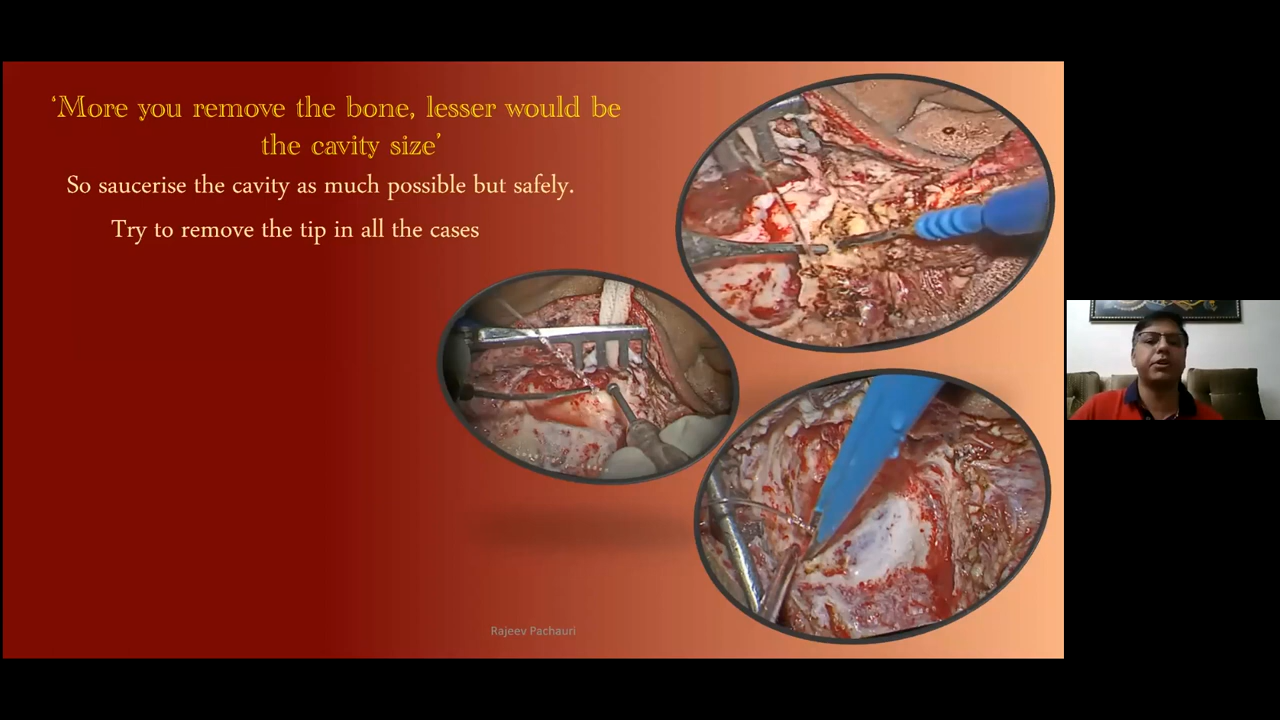 ‘More you remove the bone, lesser would be
the cavity size’
So saucerise the cavity as much possible but safely.
Try to remove the tip in all the cases
Rajeev Pachauri